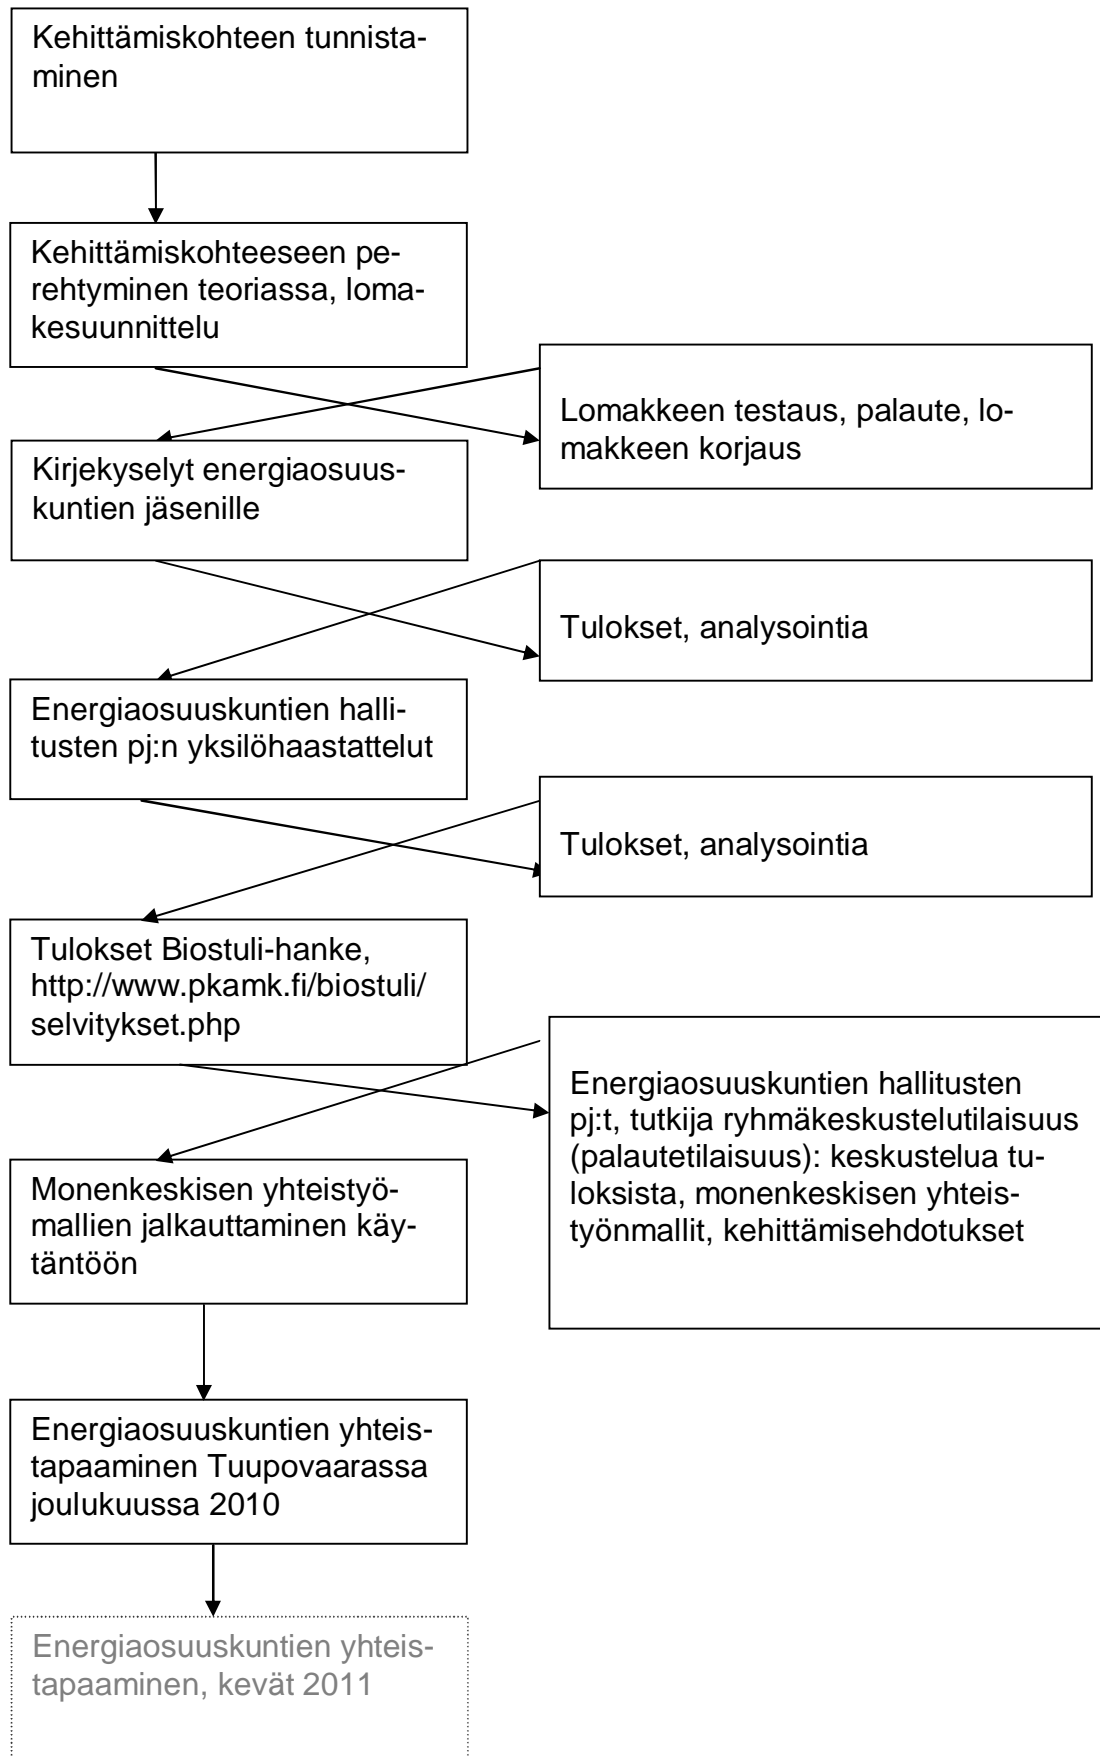 Kehittämiskohteen tunnista-
minen
Kehittämiskohteeseen pe-
rehtyminen teoriassa, loma-
kesuunnittelu
Lomakkeen testaus, palaute, lo-
makkeen korjaus
Kirjekyselyt energiaosuus-
kuntien jäsenille
Tulokset, analysointia
Energiaosuuskuntien halli-
tusten pj:n yksilöhaastattelut
Tulokset, analysointia
Tulokset Biostuli-hanke,
http://www.pkamk.fi/biostuli/
selvitykset.php
Energiaosuuskuntien hallitusten
pj:t, tutkija ryhmäkeskustelutilaisuus
(palautetilaisuus): keskustelua tu-
loksista, monenkeskisen yhteis-
työnmallit, kehittämisehdotukset
Monenkeskisen yhteistyö-
mallien jalkauttaminen käy-
täntöön
Energiaosuuskuntien yhteis-
tapaaminen Tuupovaarassa
joulukuussa 2010
Energiaosuuskuntien yhteis-
tapaaminen, kevät 2011